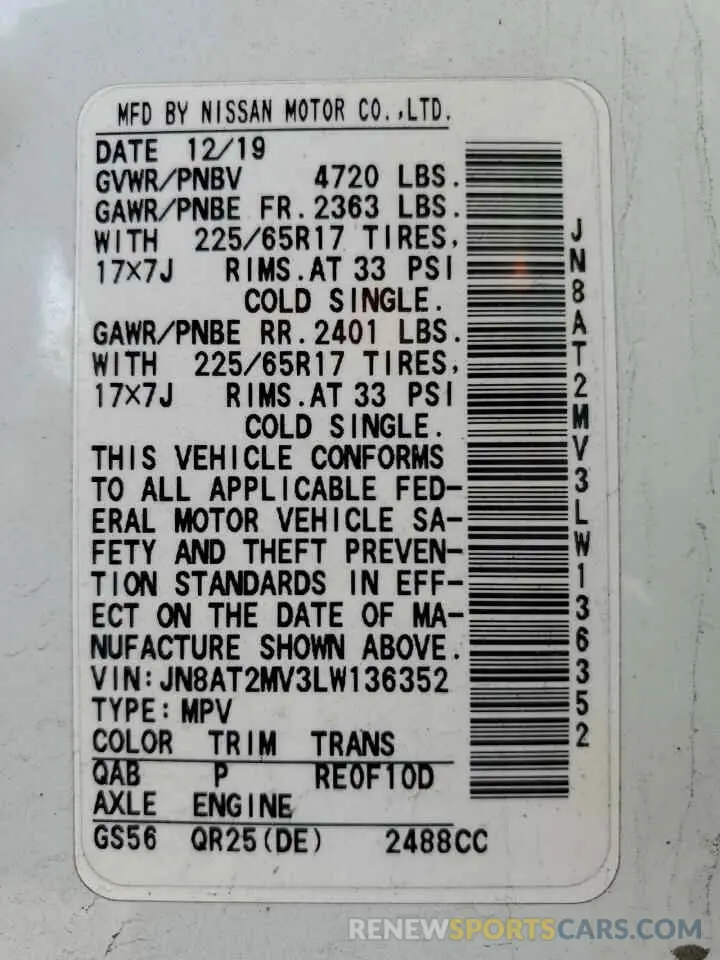 MFD BY NISSAN MOTOR CO.,LTD.
DATE 12/19
GVWR/PNBV 4720 LBS.
GAWR/PNBE FR.2363 LBS.
WITH 225/65R17 TIRES,
17×7J RIMS.AT 33 PSI
COLD SINGLE.
GAWR/PNBE RR.2401 LBS.
WITH 225/65R17 TIRES,
17×7J RIMS.AT 33 PSI
COLD SINGLE.
THIS VEHICLE CONFORMS
TO ALL APPLICABLE FED-
ERAL MOTOR VEHICLE SA-
FETY AND THEFT PREVEN-
TION STANDARDS IN EFF-
ECT ON THE DATE OF MA-
NUFACTURE SHOWN ABOVE.
VIN:JN8AT2MV3LW136352
TYPE:MPV
COLOR TRIM TRANS
QAB P RE0F10D
AXLE ENGINE
GS56 QR25(DE) 2488CC
JN8AT2MV3LW136352
RENEWSPORTSCARS.COM